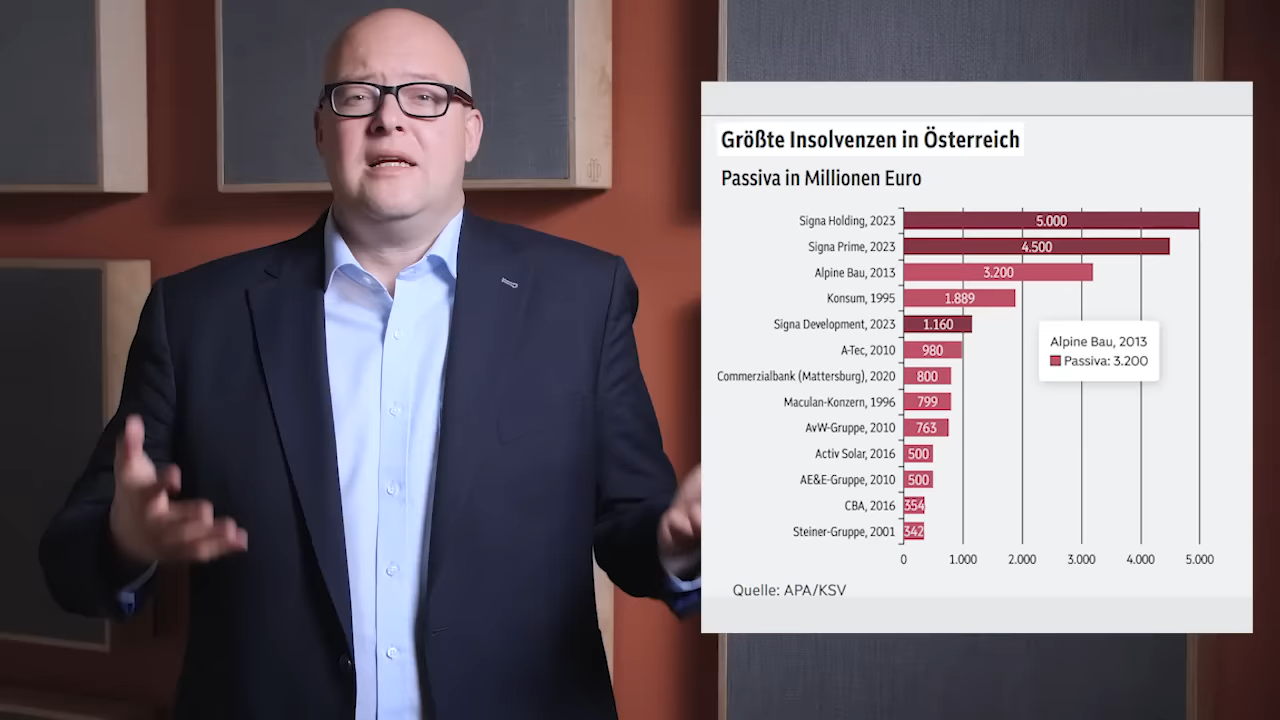 Größte Insolvenzen in Österreich
Passiva in Millionen Euro
Signa Holding, 2023 5.000
Signa Prime, 2023 4.500
Alpine Bau, 2013 3.200
Konsum, 1995 1.889
Signa Development, 2023 1.160
A-Tec, 2010 980
Commerzialbank (Mattersburg), 2020 800
Maculan-Konzern, 1996 799
AvW-Gruppe, 2010 763
Activ Solar, 2016 500
AE&E-Gruppe, 2010 500
CBA, 2016 354
Steiner-Gruppe, 2001 342
0 1.000 2.000 3.000 4.000 5.000
Alpine Bau, 2013
Passiva: 3.200
Quelle: APA/KSV